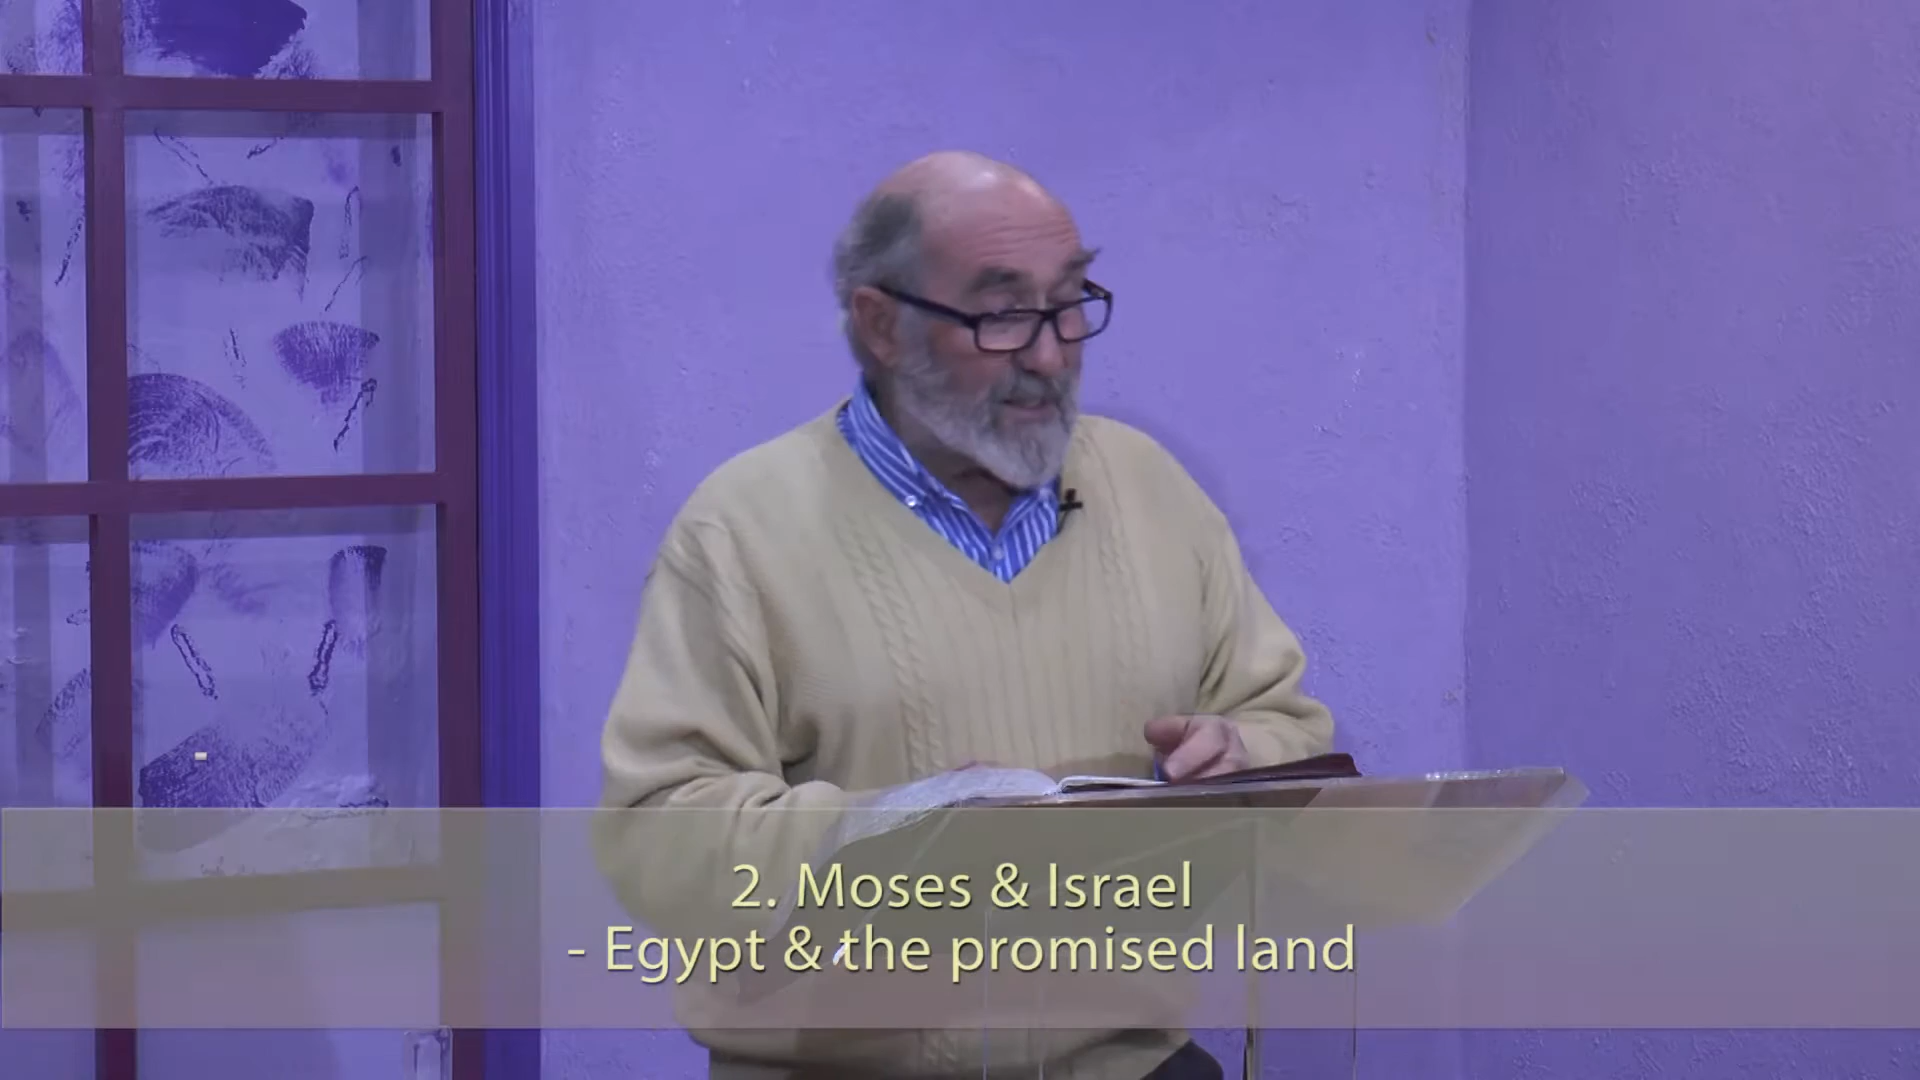 2. Moses & Israel
- Egypt & the promised land